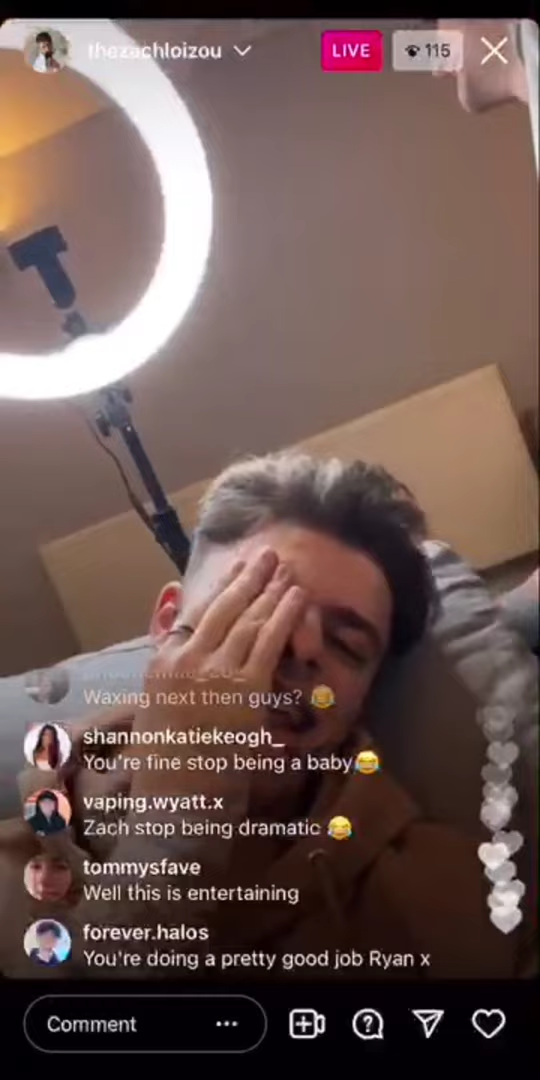 thezachloizou
LIVE
115
Waxing next then guys? 😂
shannonkatiekeogh_
You're fine stop being a baby😂
vaping.wyatt.x
Zach stop being dramatic 😂
tommysfave
Well this is entertaining
forever.halos
You're doing a pretty good job Ryan x
Comment